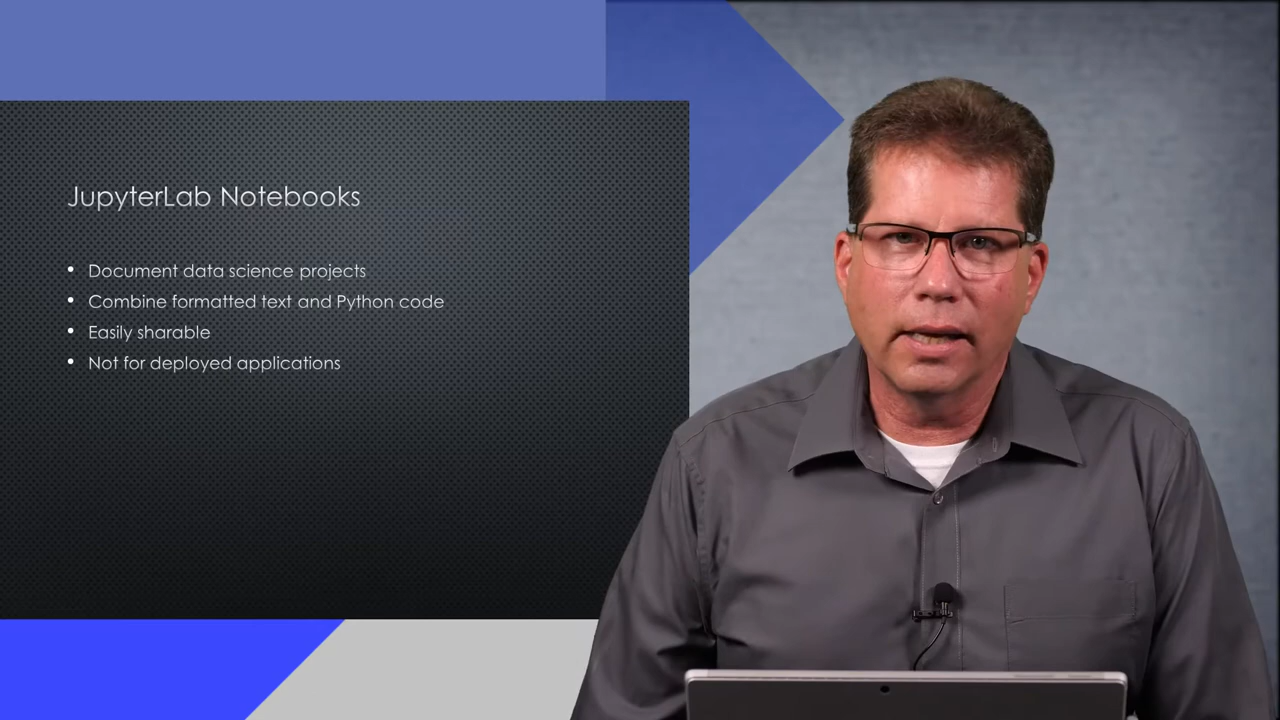 JupyterLab Notebooks
• Document data science projects
• Combine formatted text and Python code
• Easily sharable
• Not for deployed applications